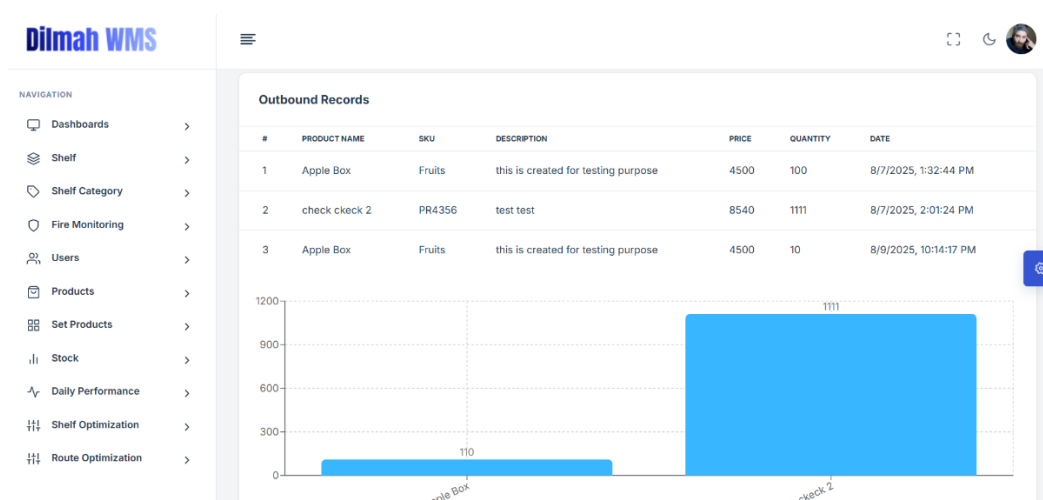 Dilmah WMS
NAVIGATION
Dashboards
Shelf
Shelf Category
Fire Monitoring
Users
Products
Set Products
Stock
Daily Performance
Shelf Optimization
Route Optimization
Outbound Records
# PRODUCT NAME SKU DESCRIPTION PRICE QUANTITY DATE
1 Apple Box Fruits this is created for testing purpose 4500 100 8/7/2025, 1:32:44 PM
2 check ckeck 2 PR4356 test test 8540 1111 8/7/2025, 2:01:24 PM
3 Apple Box Fruits this is created for testing purpose 4500 10 8/9/2025, 10:14:17 PM
1200
900
600
300
0
110
1111
Box
ckeck 2